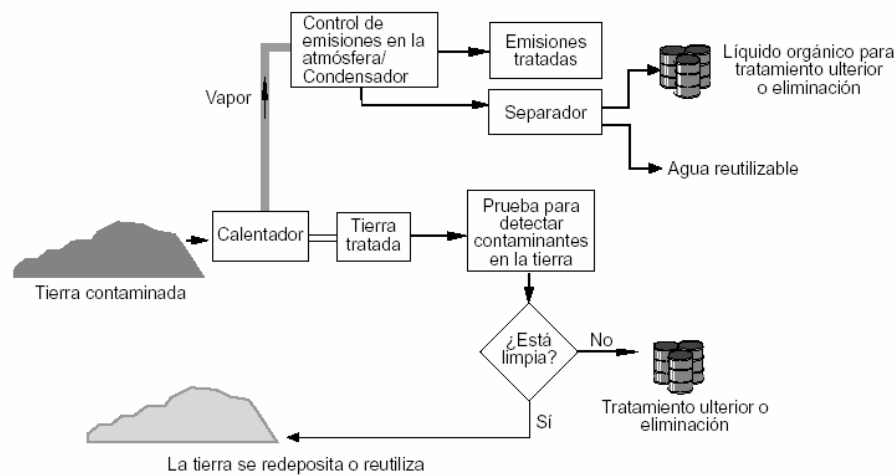 Control de
emisiones en la
atmósfera/
Condensador
Emisiones
tratadas
Líquido orgánico para
tratamiento ulterior
o eliminación
Vapor
Separador
Agua reutilizable
Tierra contaminada
Calentador
Tierra
tratada
Prueba para
detectar
contaminantes
en la tierra
¿Está
limpia?
No
Tratamiento ulterior o
eliminación
Sí
La tierra se redeposita o reutiliza